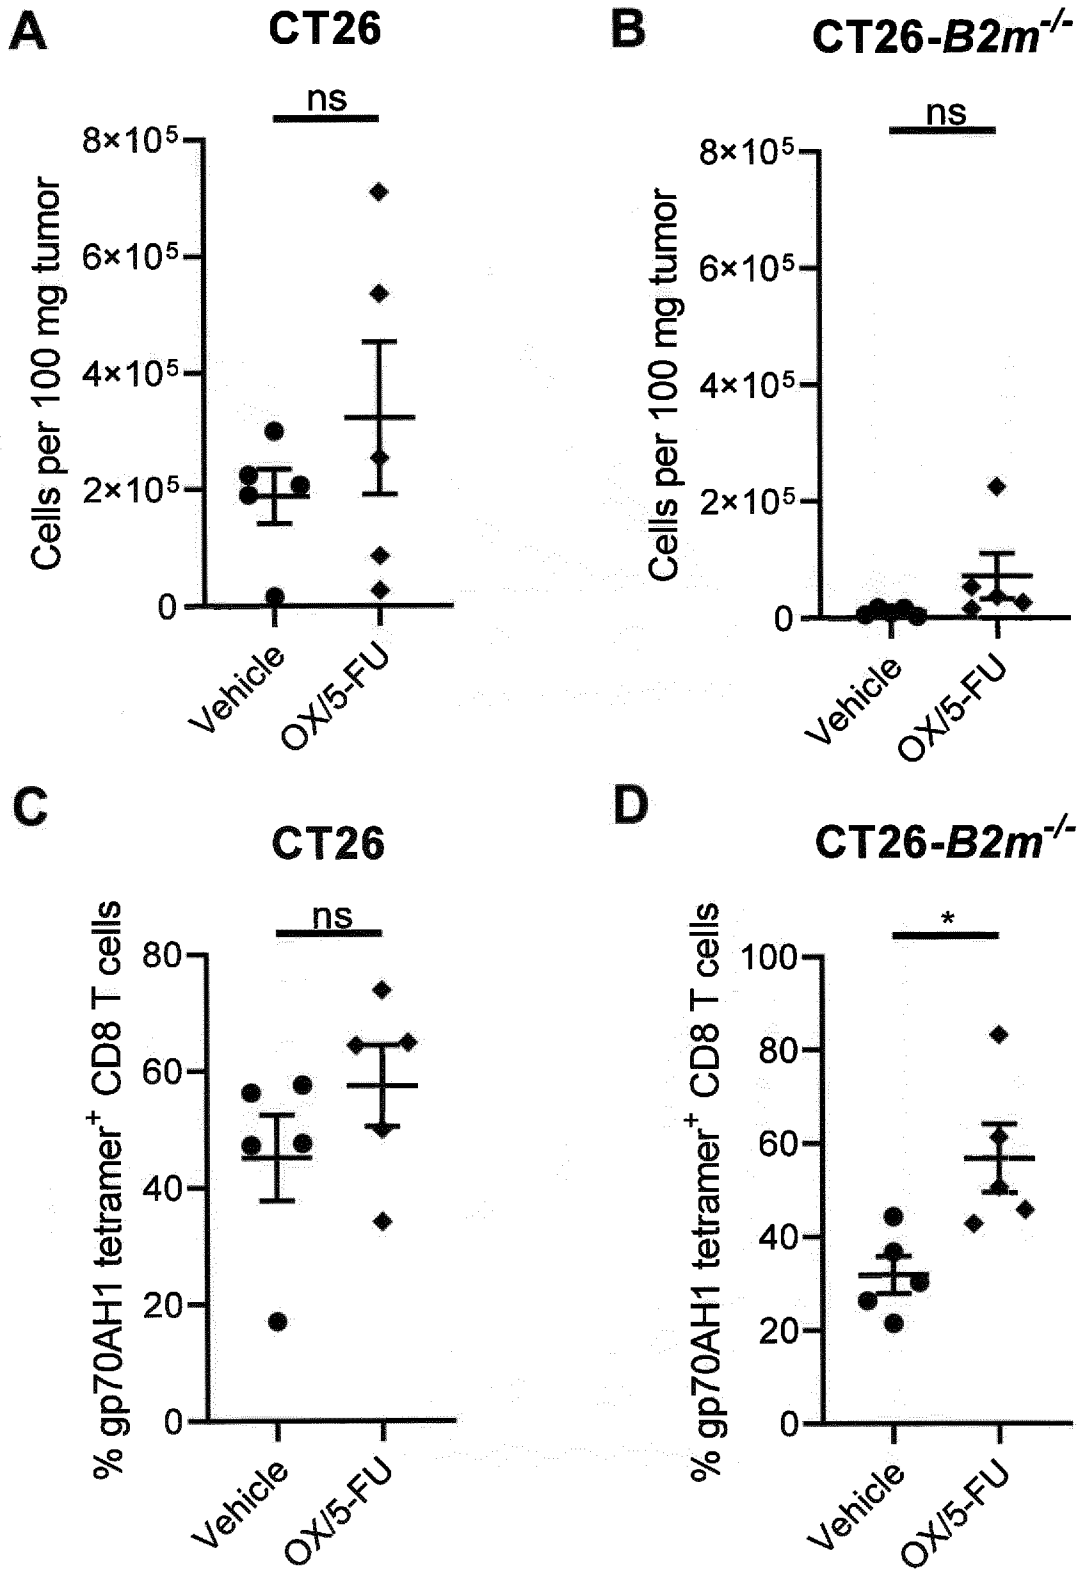 A
CT26
ns
Cells per 100 mg tumor
8×10⁵
6×10⁵
4×10⁵
2×10⁵
0
Vehicle
OX/5-FU
B
CT26-B2m⁻/⁻
ns
Cells per 100 mg tumor
8×10⁵
6×10⁵
4×10⁵
2×10⁵
0
Vehicle
OX/5-FU
C
CT26
ns
% gp70AH1 tetramer⁺ CD8 T cells
80
60
40
20
0
Vehicle
OX/5-FU
D
CT26-B2m⁻/⁻
*
% gp70AH1 tetramer⁺ CD8 T cells
100
80
60
40
20
0
Vehicle
OX/5-FU